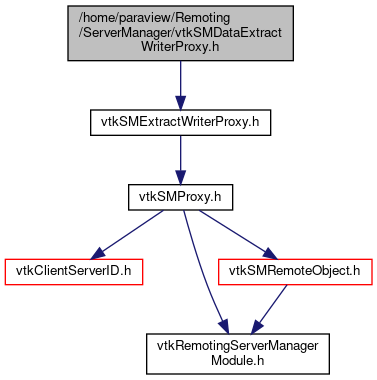 /home/paraview/Remoting
/ServerManager/vtkSMDataExtract
WriterProxy.h
vtkSMExtractWriterProxy.h
vtkSMProxy.h
vtkClientServerID.h
vtkSMRemoteObject.h
vtkRemotingServerManager
Module.h